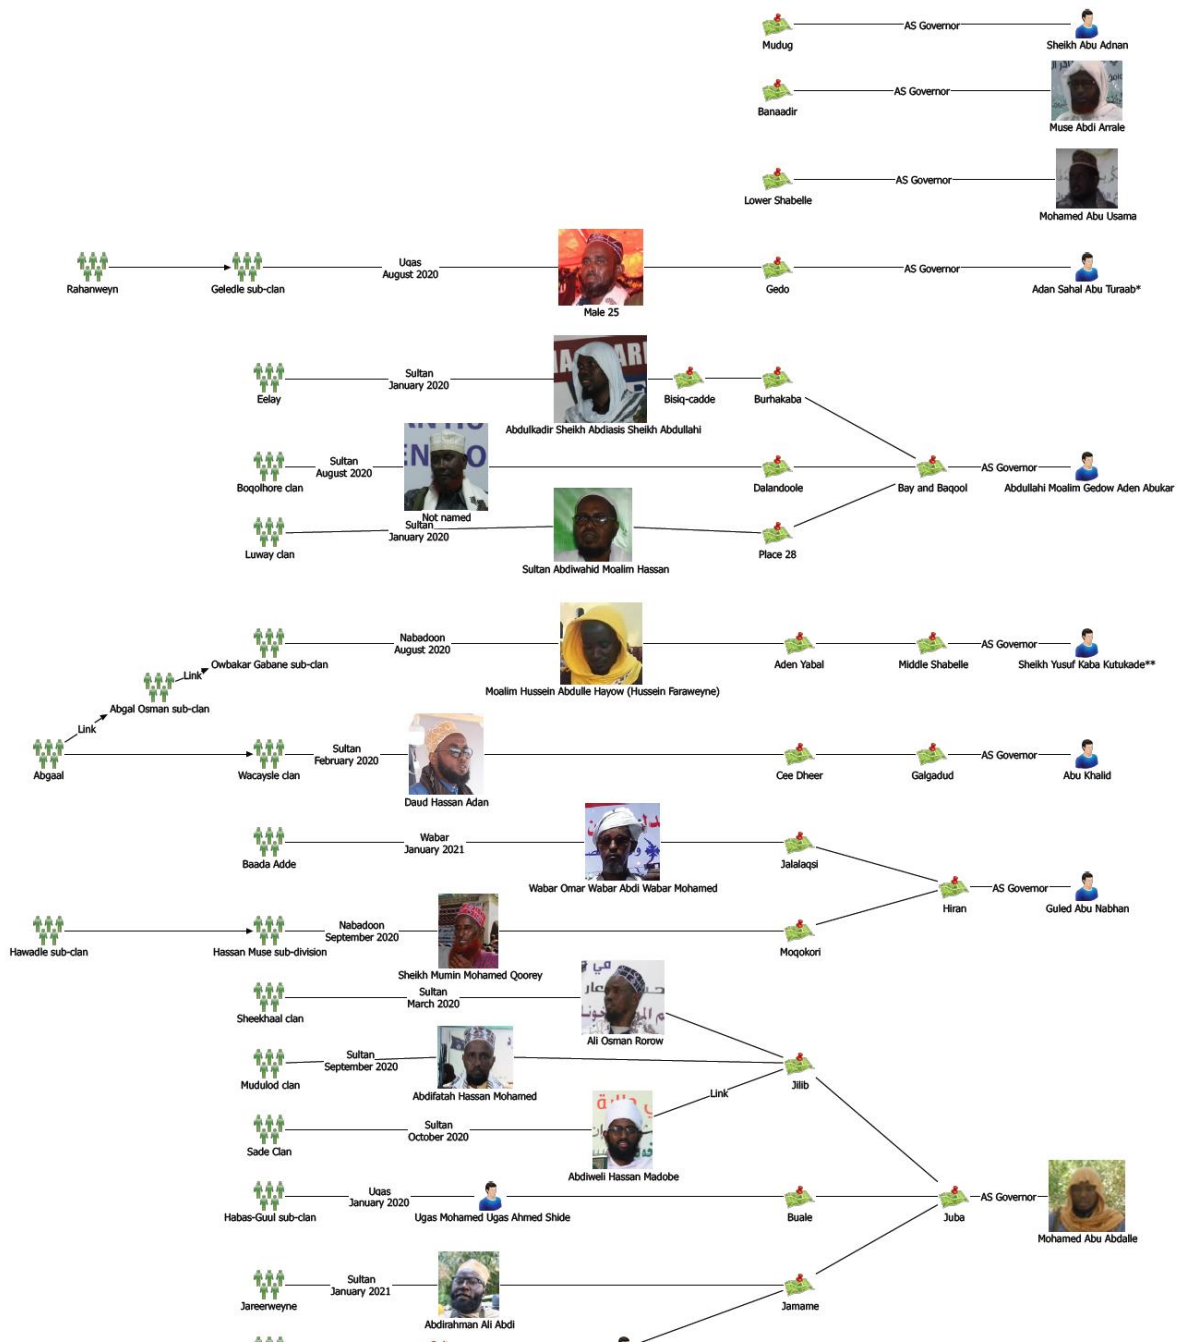 AS Governor
Mudug
Sheikh Abu Adnan
AS Governor
Banaadir
Muse Abdi Arrale
AS Governor
Lower Shabelle
Mohamed Abu Usama
Ugas
August 2020
AS Governor
Rahanweyn
Geledle sub-clan
Male 25
Gedo
Adan Sahal Abu Turaab*
Sultan
January 2020
Eelay
Bisiq-cadde
Burhakaba
Abdulkadir Sheikh Abdiasis Sheikh Abdullahi
Sultan
August 2020
AS Governor
Boqolhore clan
Not named
Dalandoole
Bay and Baqool
Abdullahi Moalim Gedow Aden Abukar
Sultan
January 2020
Luway clan
Sultan Abdiwahid Moalim Hassan
Place 28
Nabadoon
August 2020
AS Governor
Owbakar Gabane sub-clan
Aden Yabal
Middle Shabelle
Sheikh Yusuf Kaba Kutukade**
Link
Moalim Hussein Abdulle Hayow (Hussein Faraweyne)
Abgal Osman sub-clan
Link
Sultan
February 2020
AS Governor
Abgaal
Wacaysle clan
Cee Dheer
Galgadud
Abu Khalid
Daud Hassan Adan
Wabar
January 2021
Baada Adde
Jalalaqsi
Wabar Omar Wabar Abdi Wabar Mohamed
AS Governor
Hiran
Guled Abu Nabhan
Nabadoon
September 2020
Hawadle sub-clan
Hassan Muse sub-division
Moqokori
Sheikh Mumin Mohamed Qoorey
Sultan
March 2020
Sheekhaal clan
Ali Osman Rorow
Sultan
September 2020
Mudulod clan
Abdifatah Hassan Mohamed
Jilib
Link
Sultan
October 2020
Sade Clan
Abdiweli Hassan Madobe
Ugas
January 2020
AS Governor
Habas-Guul sub-clan
Ugas Mohamed Ugas Ahmed Shide
Buale
Juba
Mohamed Abu Abdalle
Sultan
January 2021
Jareerweyne
Abdirahman Ali Abdi
Jamame